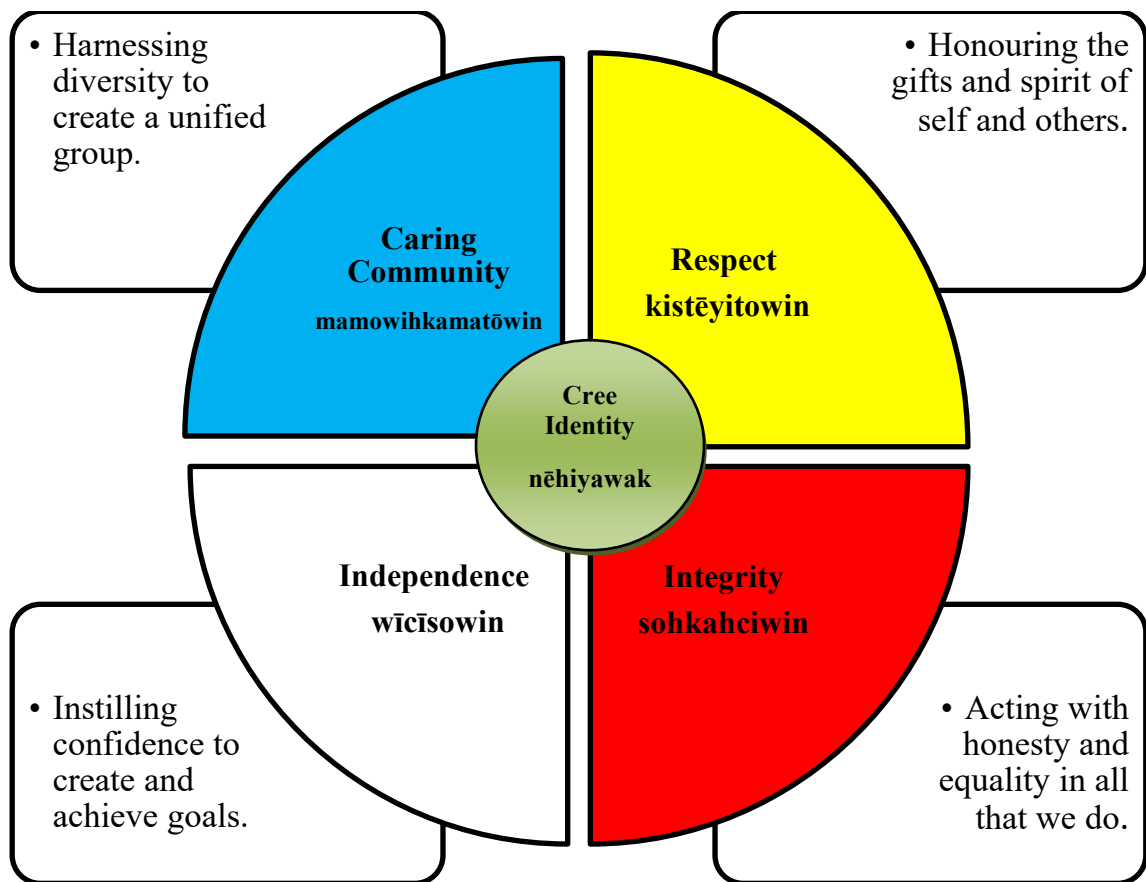 • Harnessing
diversity to
create a unified
group.
• Honouring the
gifts and spirit of
self and others.
Caring
Community
mamowihkamatōwin
Respect
kistēyitowin
Cree
Identity
nēhiyawak
Independence
wīcīsowin
Integrity
sohkahciwin
• Instilling
confidence to
create and
achieve goals.
• Acting with
honesty and
equality in all
that we do.